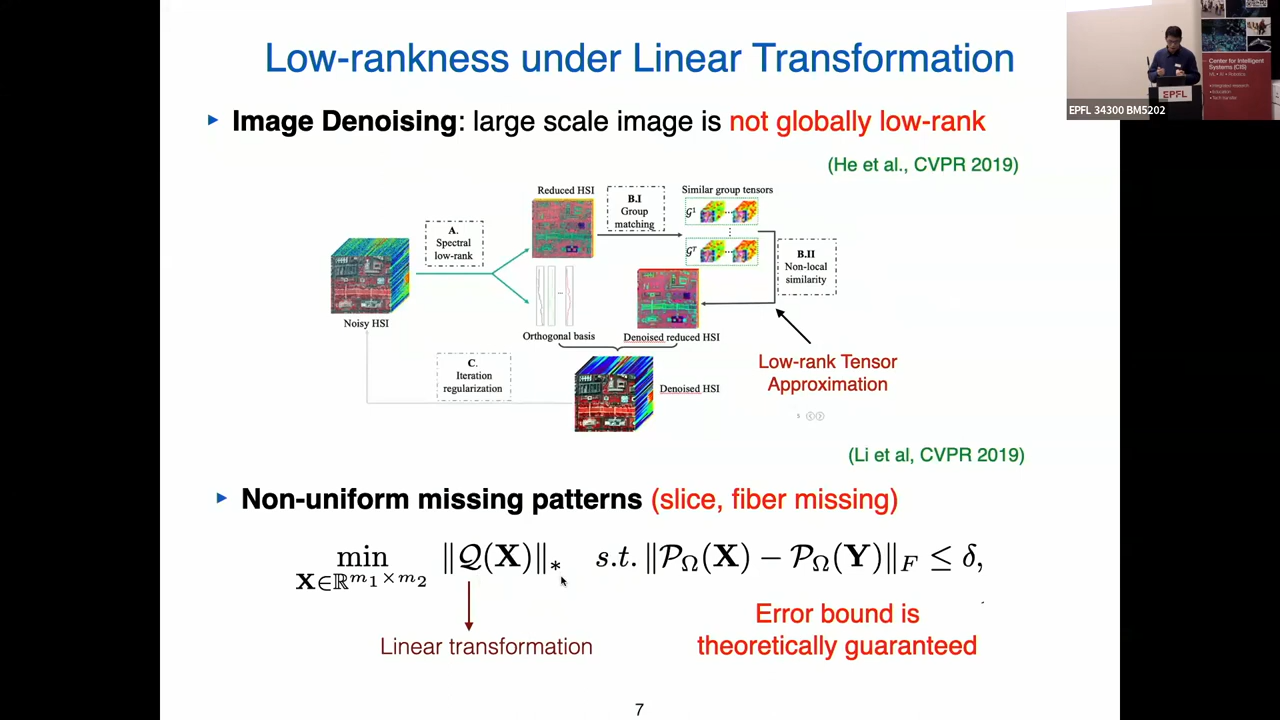 Low-rankness under Linear Transformation
Image Denoising: large scale image is not globally low-rank
(He et al., CVPR 2019)
Reduced HSI
B.I
Group
matching
Similar group tensors
A.
Spectral
low-rank
B.II
Non-local
similarity
Noisy HSI
Orthogonal basis
Denoised reduced HSI
C.
Iteration
regularization
Denoised HSI
Low-rank Tensor
Approximation
5
(Li et al, CVPR 2019)
Non-uniform missing patterns (slice, fiber missing)
min ‖𝒬(X)‖* s.t. ‖𝒫Ω(X) − 𝒫Ω(Y)‖F ≤ δ,
X∈ℝ^{m1×m2}
Linear transformation
Error bound is
theoretically guaranteed
7
EPFL 34300 BM5202
EPFL
Center for Intelligent
Systems (CIS)